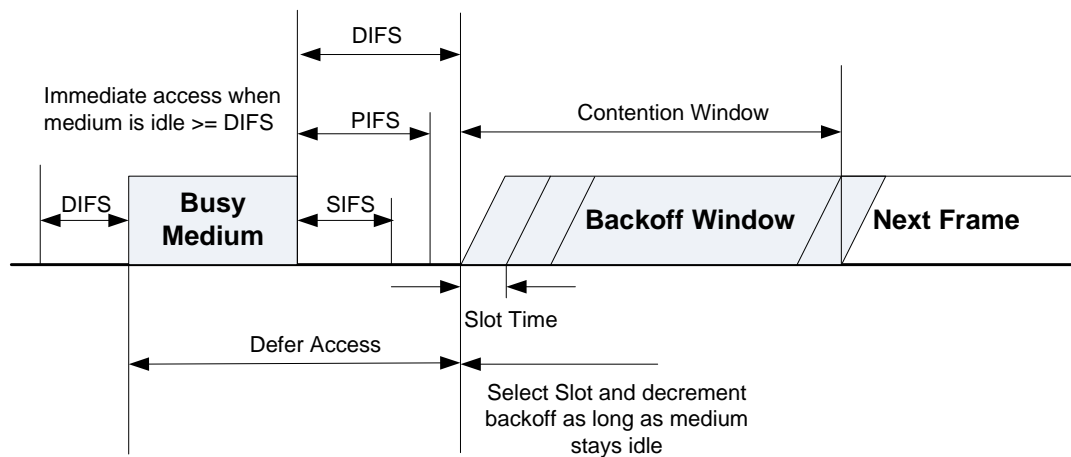 DIFS
Immediate access when
medium is idle >= DIFS
PIFS
Contention Window
DIFS
Busy
Medium
SIFS
Backoff Window
Next Frame
Slot Time
Defer Access
Select Slot and decrement
backoff as long as medium
stays idle